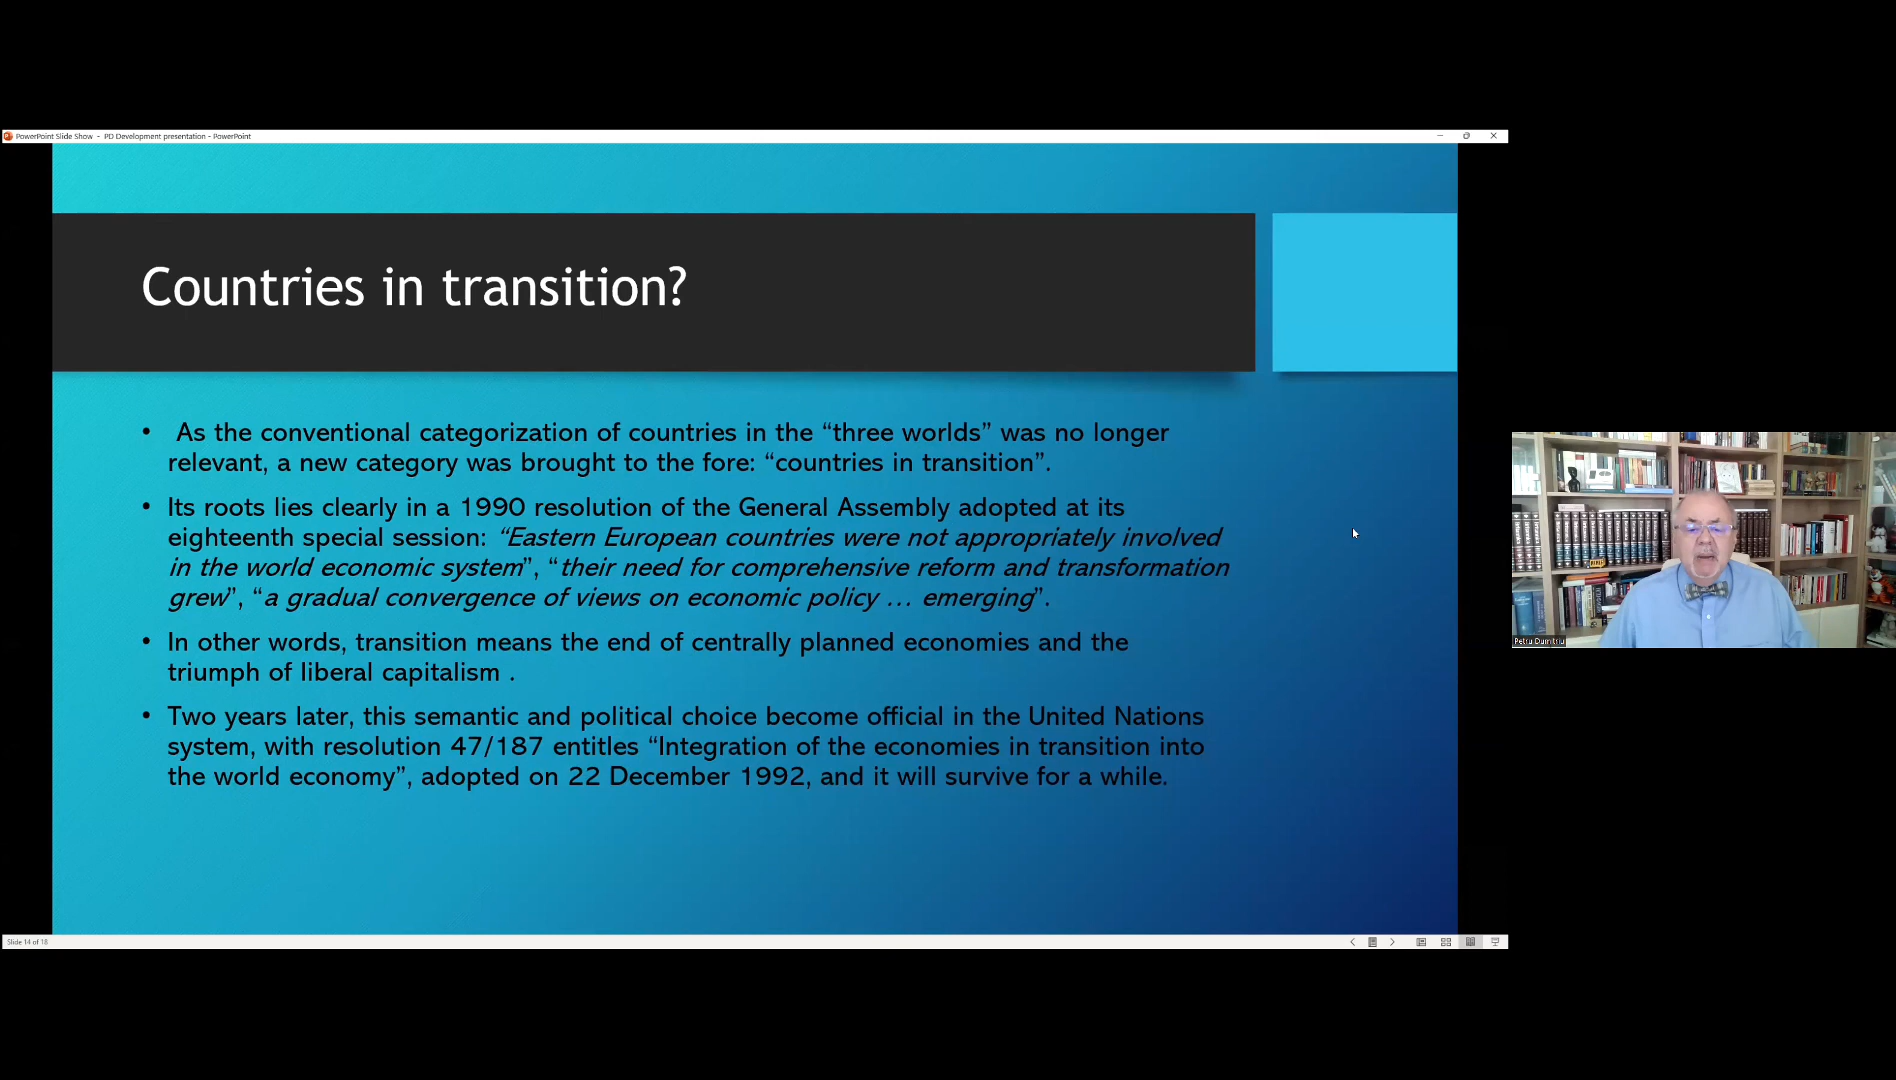 PowerPoint Slide Show - PD Development presentation - PowerPoint
Countries in transition?
• As the conventional categorization of countries in the “three worlds” was no longer
relevant, a new category was brought to the fore: “countries in transition”.
• Its roots lies clearly in a 1990 resolution of the General Assembly adopted at its
eighteenth special session: “Eastern European countries were not appropriately involved
in the world economic system”, “their need for comprehensive reform and transformation
grew”, “a gradual convergence of views on economic policy … emerging”.
• In other words, transition means the end of centrally planned economies and the
triumph of liberal capitalism .
• Two years later, this semantic and political choice become official in the United Nations
system, with resolution 47/187 entitles “Integration of the economies in transition into
the world economy”, adopted on 22 December 1992, and it will survive for a while.
Petru Dumitriu
Slide 14 of 18